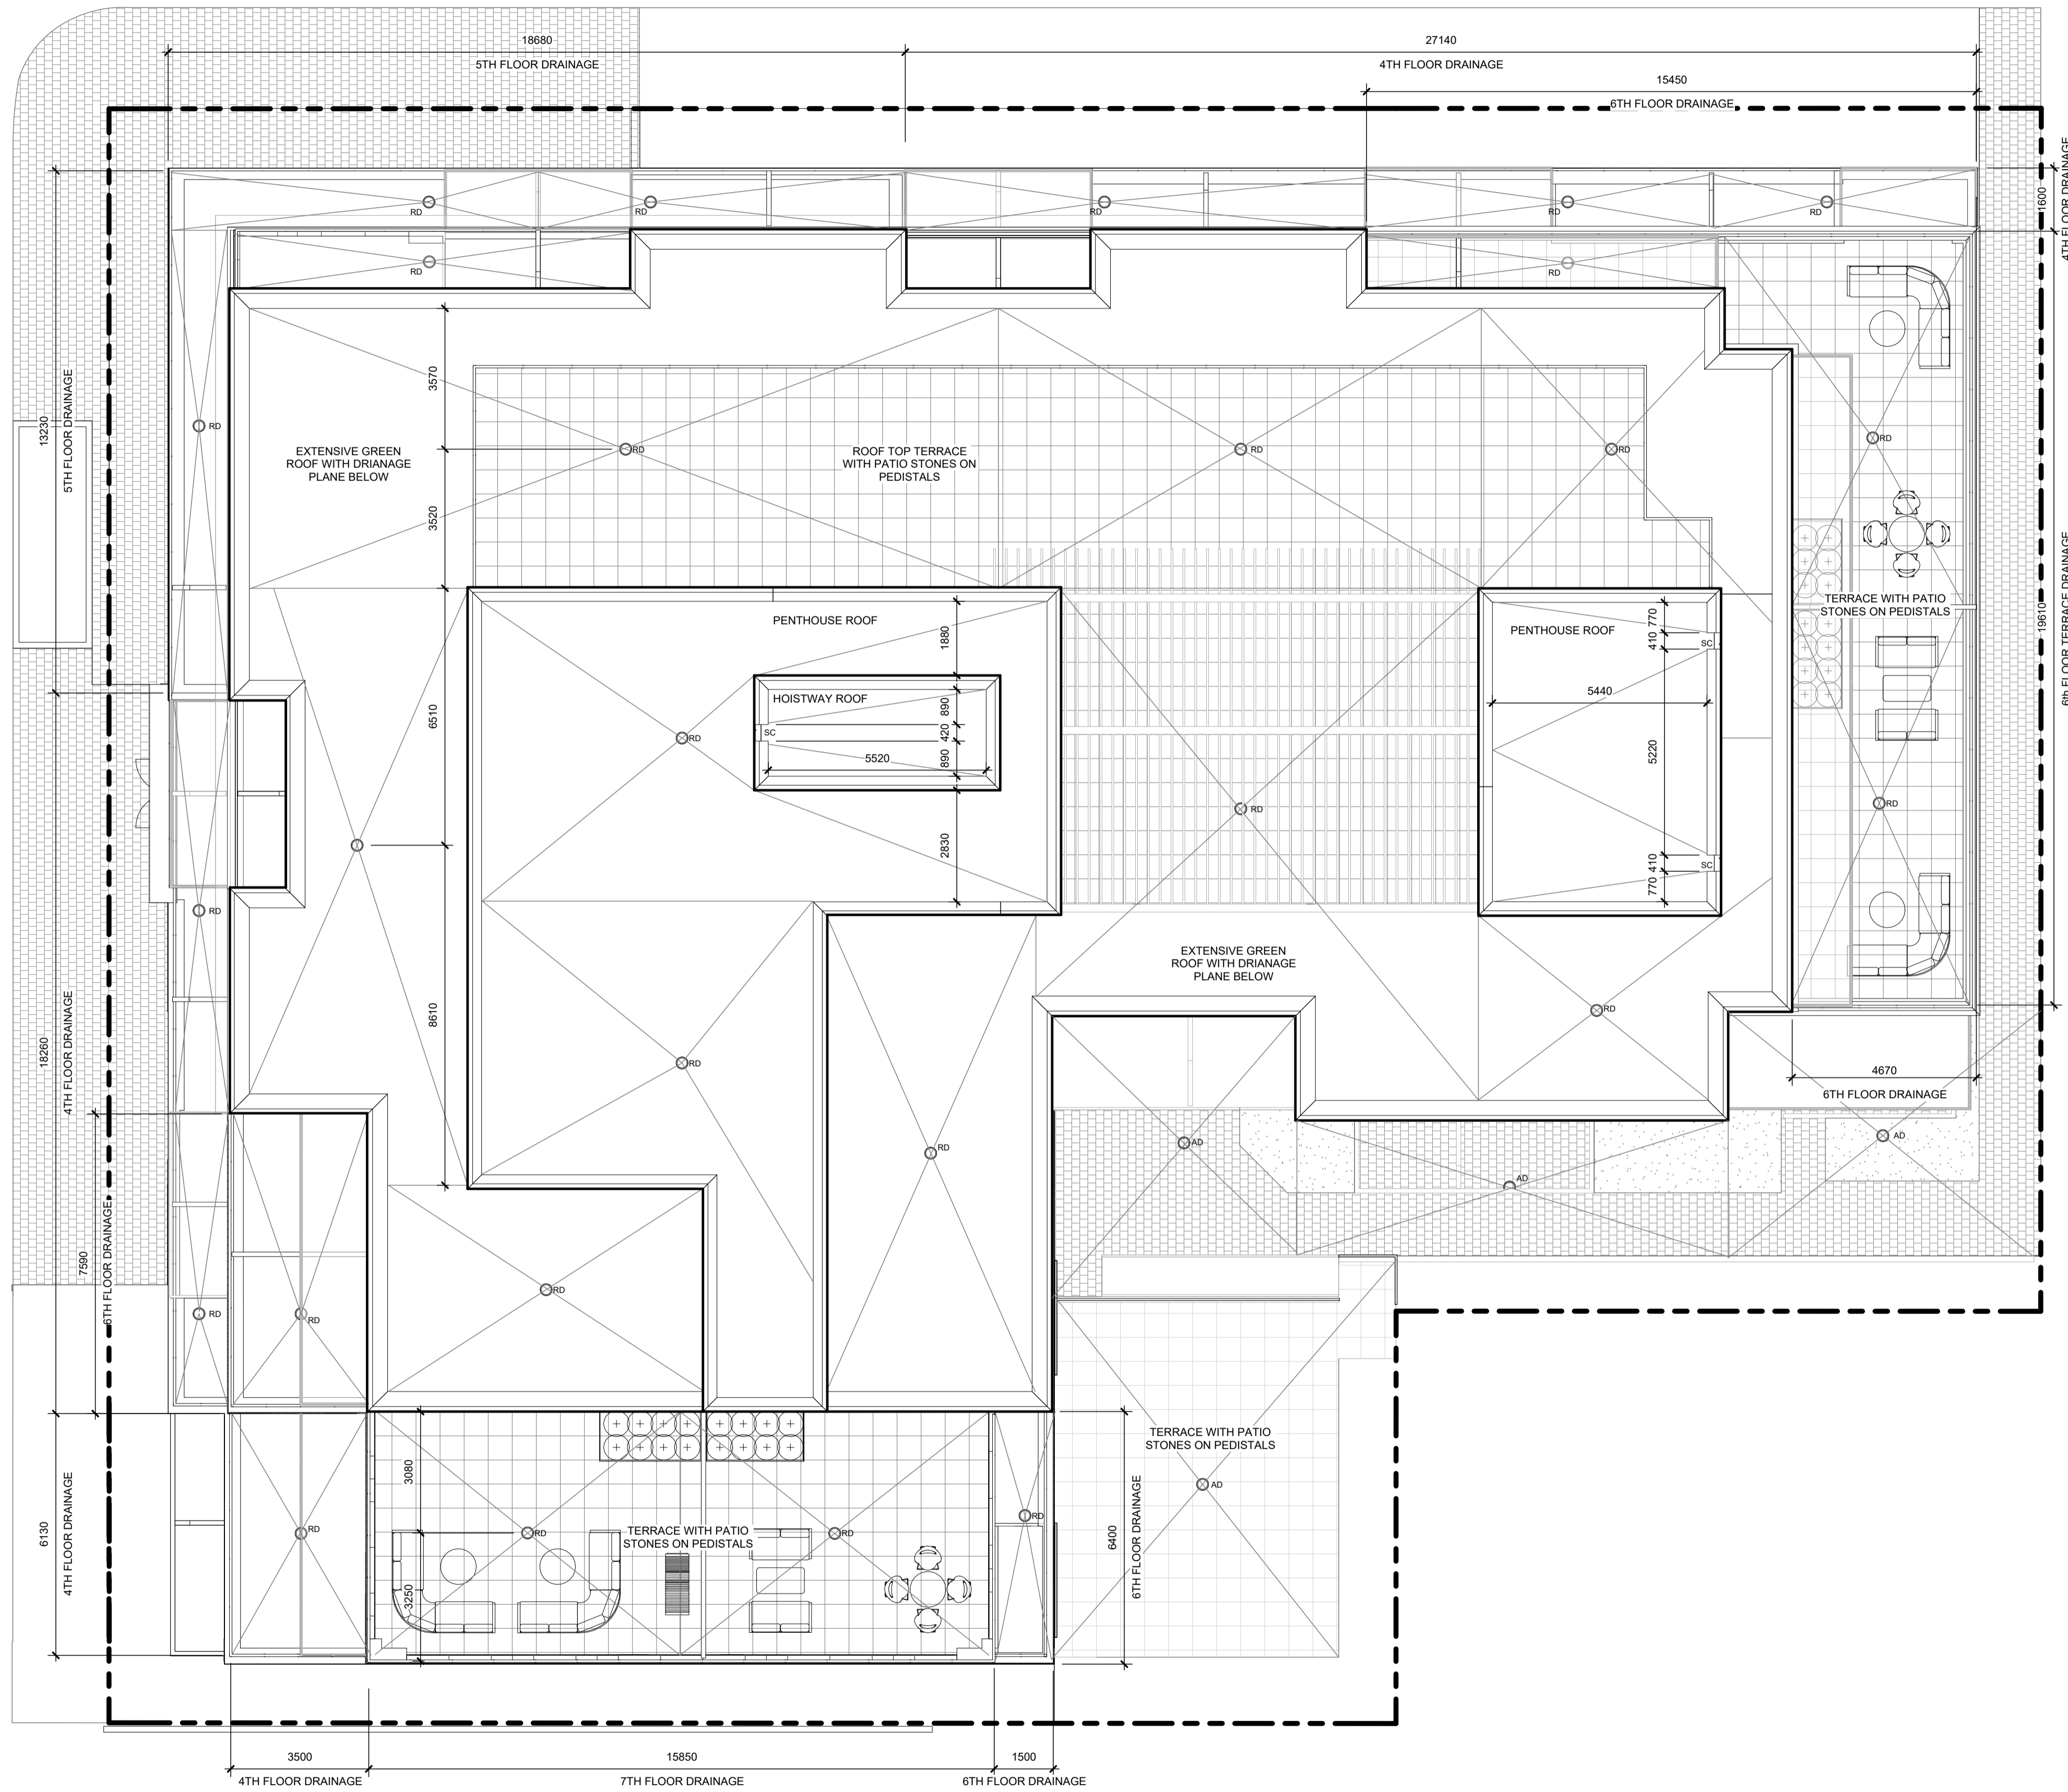 18680
5TH FLOOR DRAINAGE
27140
4TH FLOOR DRAINAGE
15450
6TH FLOOR DRAINAGE
RD
RD
RD
RD
RD
RD
RD
1600
4TH FLOOR DRAINAGE
13230
5TH FLOOR DRAINAGE
3570
3520
EXTENSIVE GREEN
ROOF WITH DRIANAGE
PLANE BELOW
ROOF TOP TERRACE
WITH PATIO STONES ON
PEDISTALS
RD
RD
RD
RD
RD
TERRACE WITH PATIO
STONES ON PEDISTALS
19610
6th FLOOR TERRACE DRAINAGE
PENTHOUSE ROOF
1880
HOISTWAY ROOF
890
420
890
SC
5520
2830
RD
6510
PENTHOUSE ROOF
770
410
SC
5440
5220
410
SC
770
RD
RD
RD
8610
EXTENSIVE GREEN
ROOF WITH DRIANAGE
PLANE BELOW
RD
RD
RD
18260
4TH FLOOR DRAINAGE
4670
6TH FLOOR DRAINAGE
AD
AD
AD
7590
6TH FLOOR DRAINAGE
RD
RD
RD
TERRACE WITH PATIO
STONES ON PEDISTALS
AD
6130
4TH FLOOR DRAINAGE
RD
3080
3250
RD
TERRACE WITH PATIO
STONES ON PEDISTALS
RD
RD
6400
6TH FLOOR DRAINAGE
3500
4TH FLOOR DRAINAGE
15850
7TH FLOOR DRAINAGE
1500
6TH FLOOR DRAINAGE